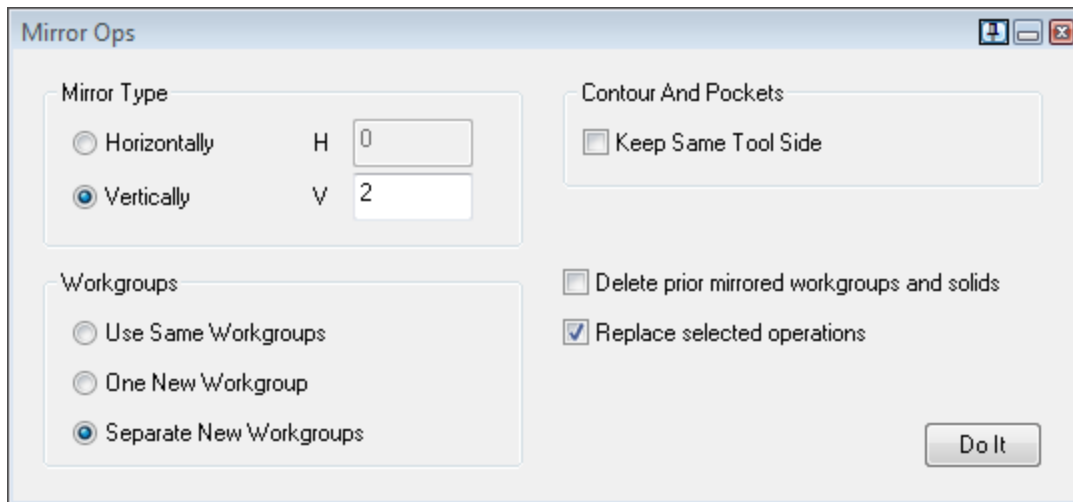 Mirror Ops
Mirror Type
Horizontally H 0
Vertically V 2
Contour And Pockets
Keep Same Tool Side
Workgroups
Use Same Workgroups
One New Workgroup
Separate New Workgroups
Delete prior mirrored workgroups and solids
Replace selected operations
Do It